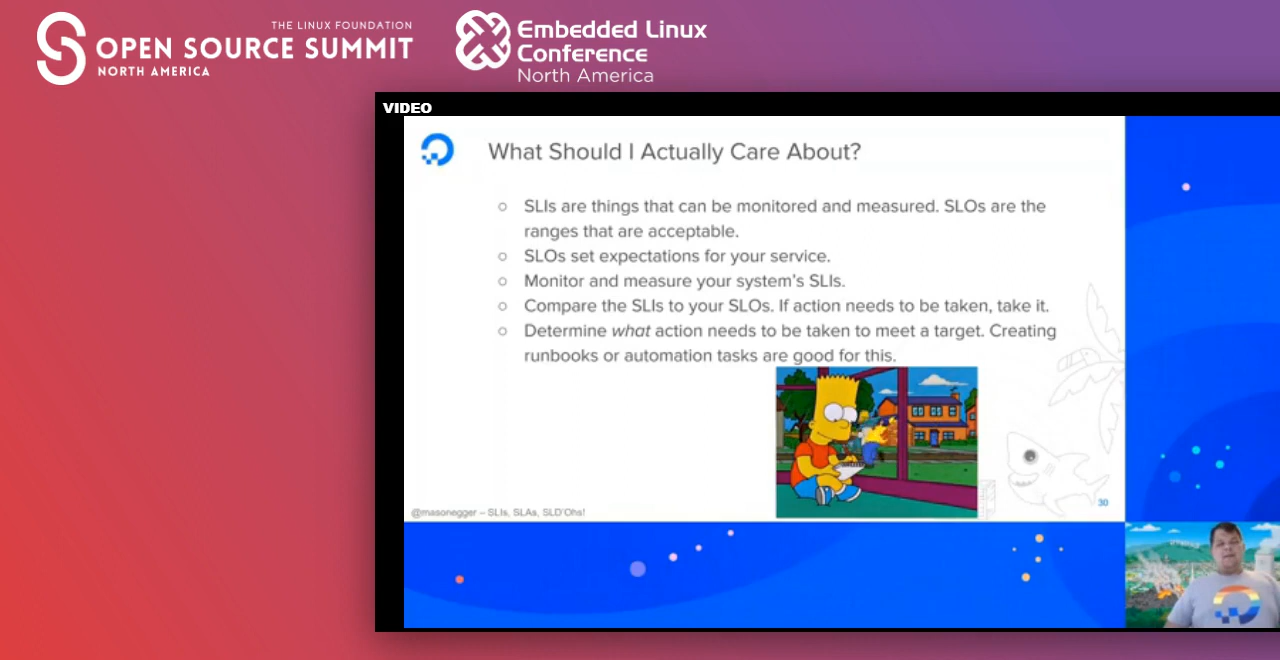 THE LINUX FOUNDATION
OPEN SOURCE SUMMIT
NORTH AMERICA
Embedded Linux
Conference
North America
VIDEO
What Should I Actually Care About?
○ SLIs are things that can be monitored and measured. SLOs are the
ranges that are acceptable.
○ SLOs set expectations for your service.
○ Monitor and measure your system's SLIs.
○ Compare the SLIs to your SLOs. If action needs to be taken, take it.
○ Determine what action needs to be taken to meet a target. Creating
runbooks or automation tasks are good for this.
30
@masonegger – SLIs, SLAs, SLD'Ohs!